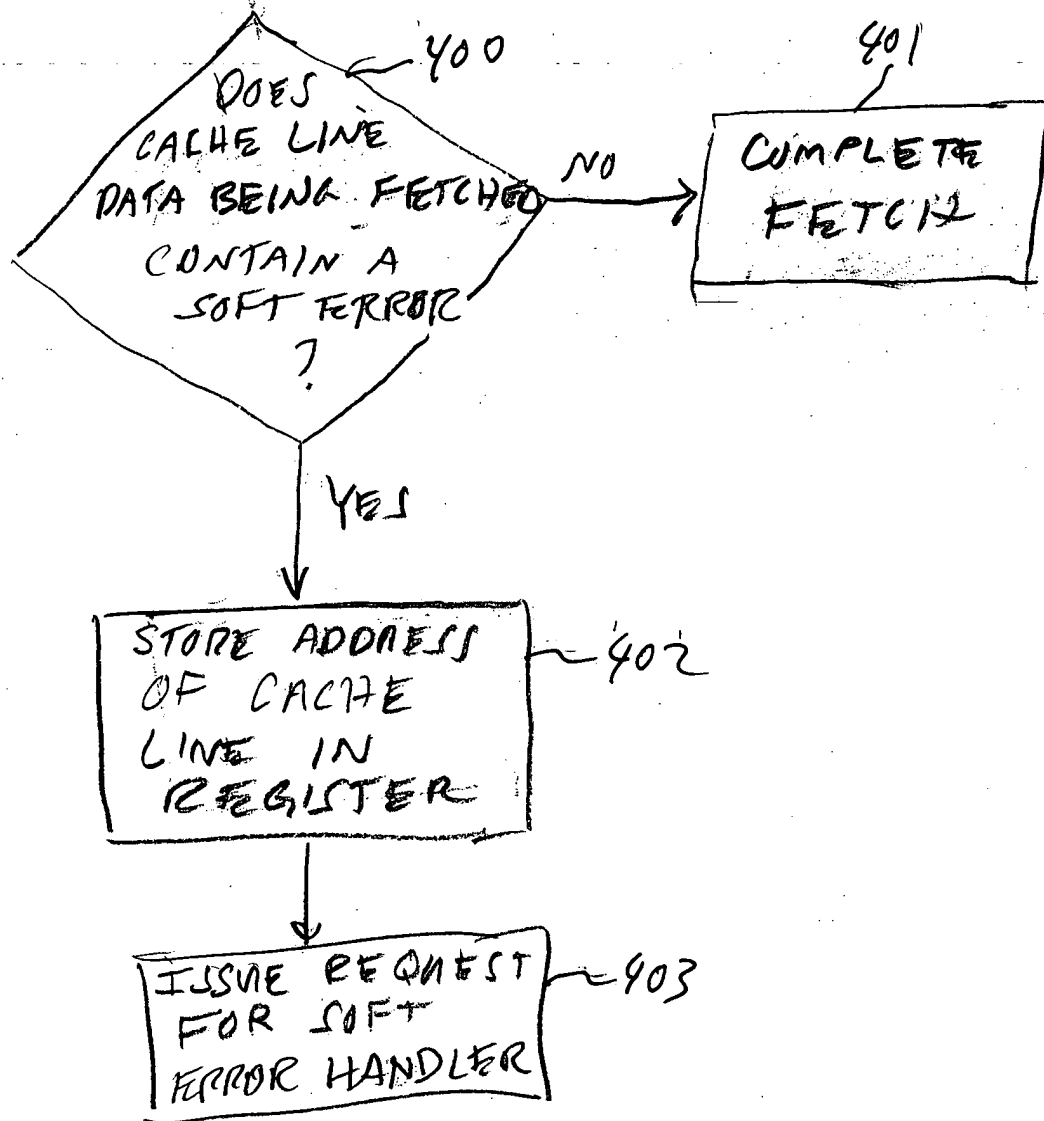 400
DOES
CACHE LINE
DATA BEING FETCHED
CONTAIN A
SOFT ERROR
?
NO
401
COMPLETE
FETCH
YES
STORE ADDRESS
OF CACHE
LINE IN
REGISTER
402
ISSUE REQUEST
FOR SOFT
ERROR HANDLER
403